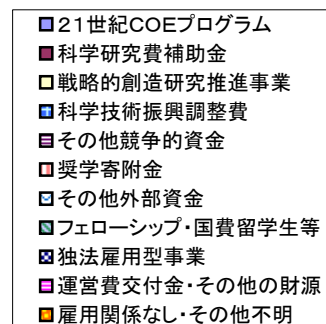 21世紀COEプログラム
科学研究費補助金
戦略的創造研究推進事業
科学技術振興調整費
その他競争的資金
奨学寄附金
その他外部資金
フェローシップ・国費留学生等
独法雇用型事業
運営費交付金・その他の財源
雇用関係なし・その他不明